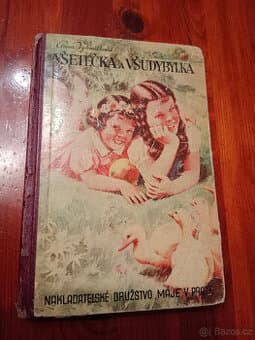 VŠETEČKA A VŠUDYBYLKA
NAKLADATELSKÉ DRUŽSTVO MÁJE V PRAZE
Bazos.cz